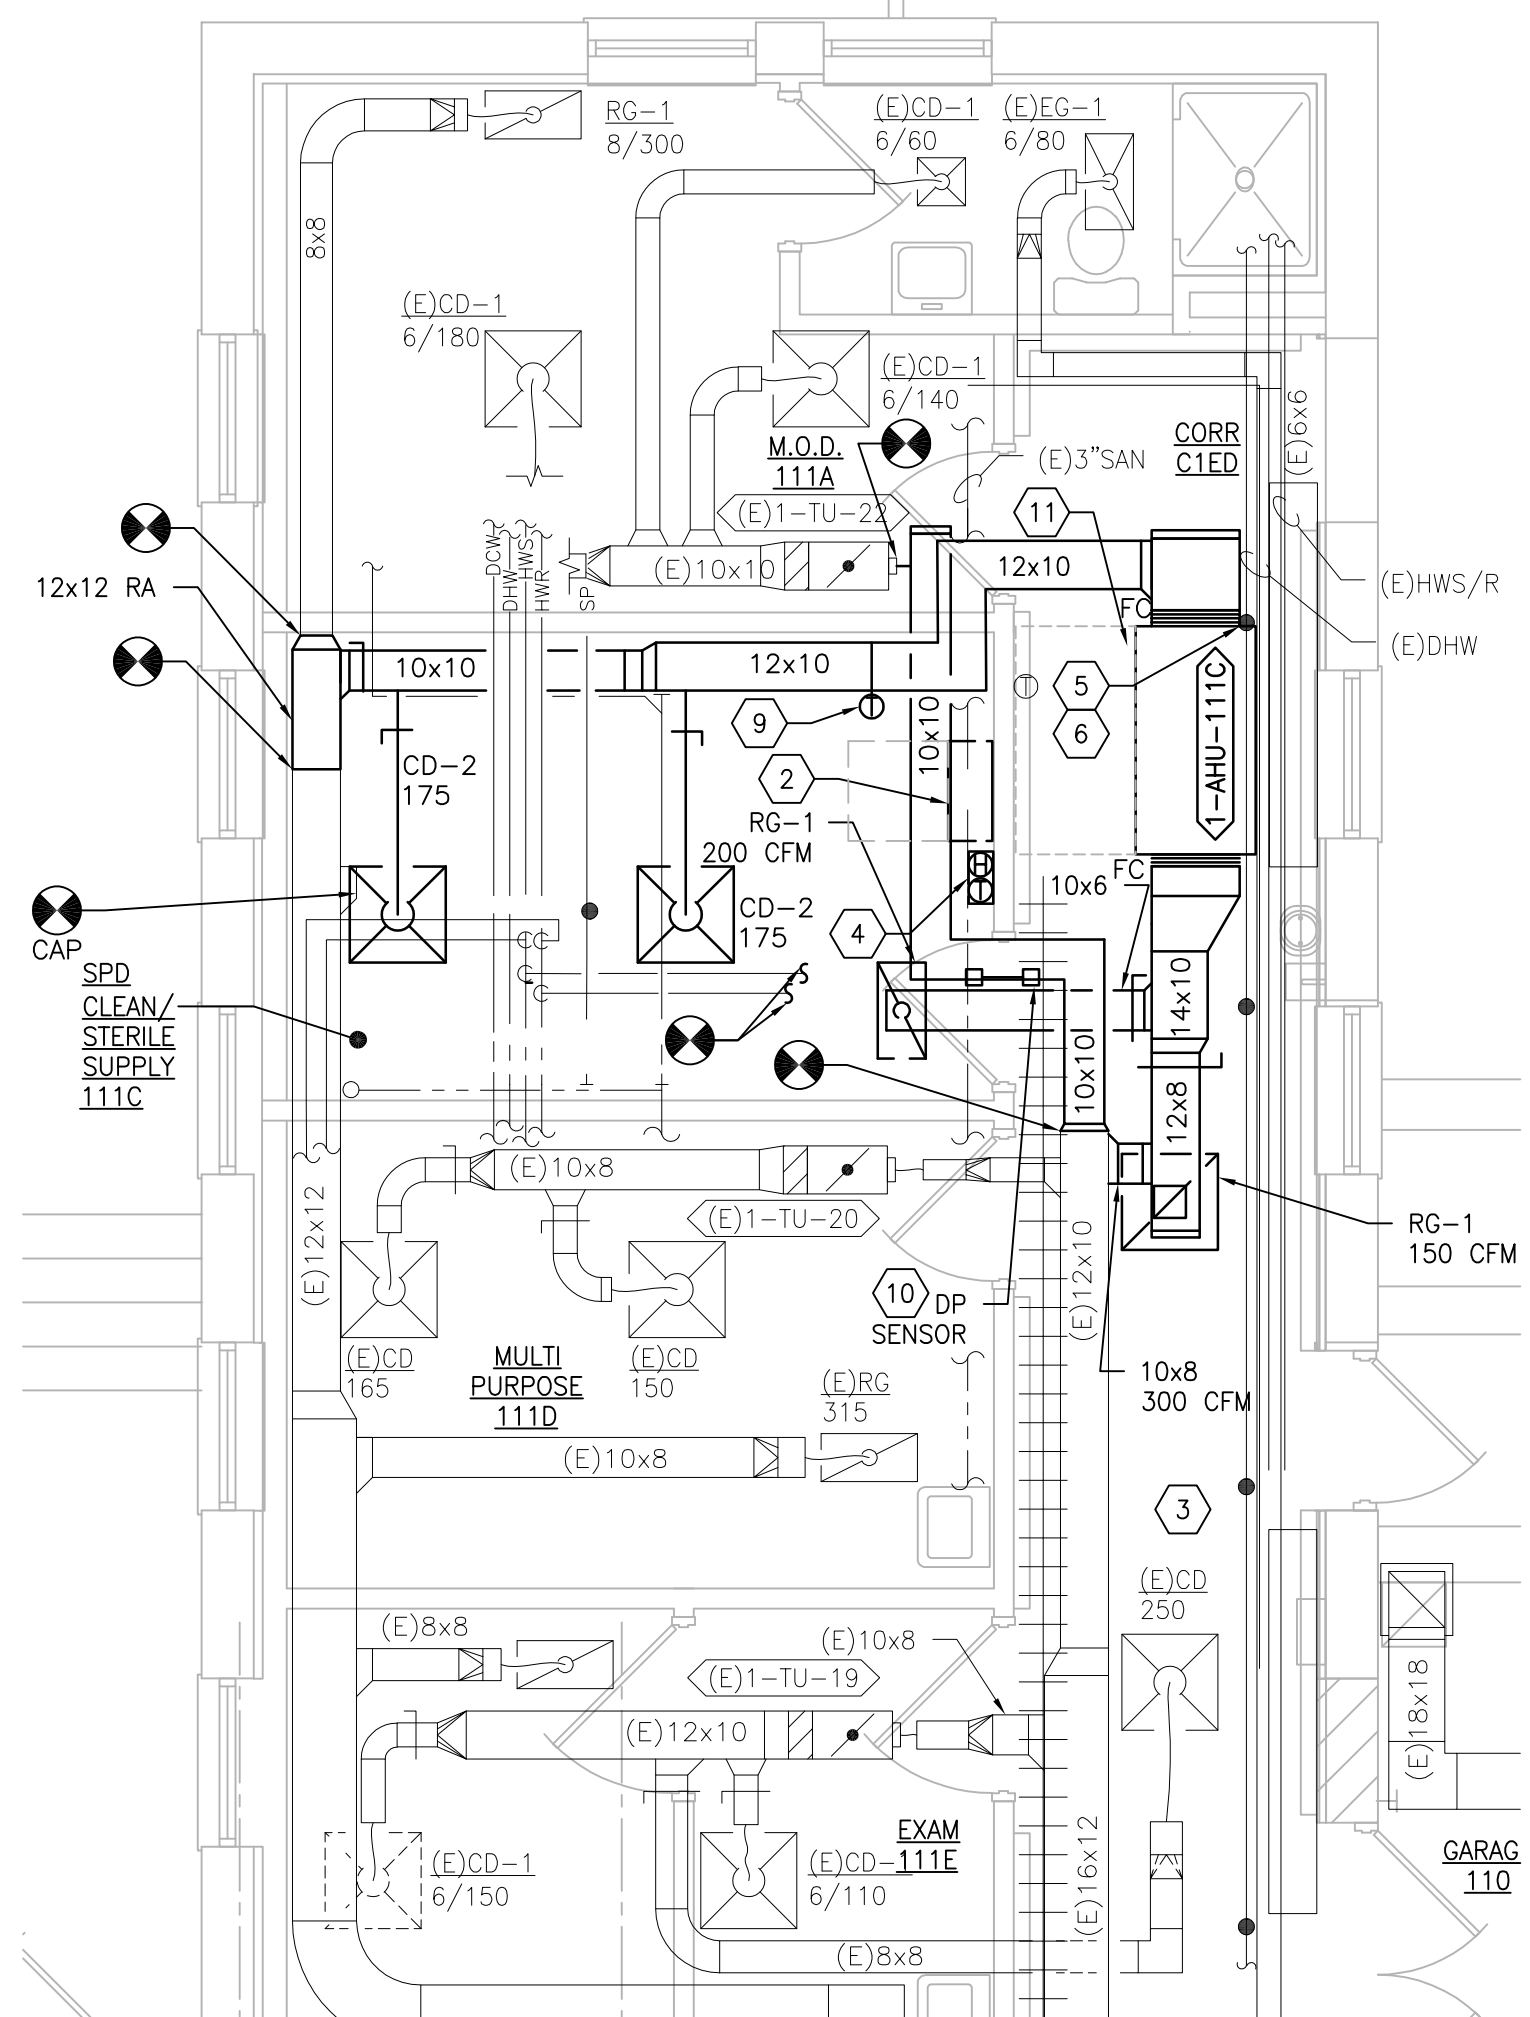 RG-1
8/300
(E)CD-1
6/60
(E)EG-1
6/80
8x8
(E)CD-1
6/180
(E)CD-1
6/140
M.O.D.
111A
(E)3"SAN
CORR
C1ED
(E)6x6
(E)1-TU-22
11
12x12 RA
DCW
DHW
HWS
HWR
SP
(E)10x10
12x10
FC
(E)HWS/R
(E)DHW
10x10
12x10
10x10
9
5
6
1-AHU-111C
CD-2
175
2
RG-1
200 CFM
H
T
10x6
FC
CD-2
175
4
CAP
SPD
CLEAN/
STERILE
SUPPLY
111C
14x10
10x10
12x8
(E)10x8
(E)1-TU-20
(E)12x12
(E)12x10
RG-1
150 CFM
10
DP
SENSOR
(E)CD
165
MULTI
PURPOSE
111D
(E)CD
150
(E)RG
315
10x8
300 CFM
(E)10x8
3
(E)CD
250
(E)8x8
(E)10x8
(E)1-TU-19
(E)12x10
(E)18x18
(E)CD-1
6/150
(E)CD-1
6/110
EXAM
111E
(E)16x12
GARAG
110
(E)8x8